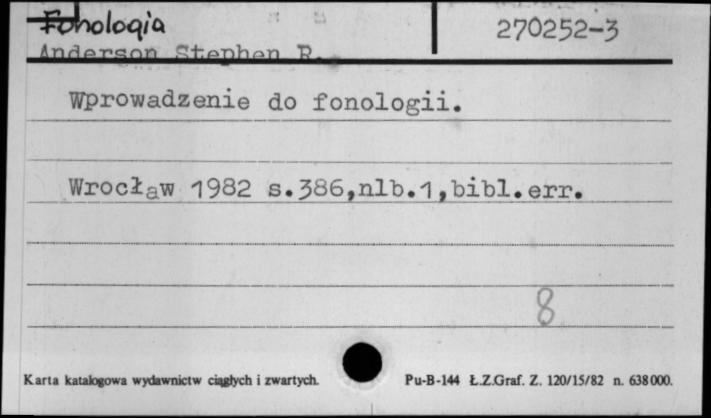 Fonologia
270252-3
Anderson Stephen R.
Wprowadzenie do fonologii.
Wrocław 1982 s.386,nlb.1,bibl.err.
8
Karta katalogowa wydawnictw ciągłych i zwartych.
Pu-B-144 Ł.Z.Graf. Z. 120/15/82 n. 638000.